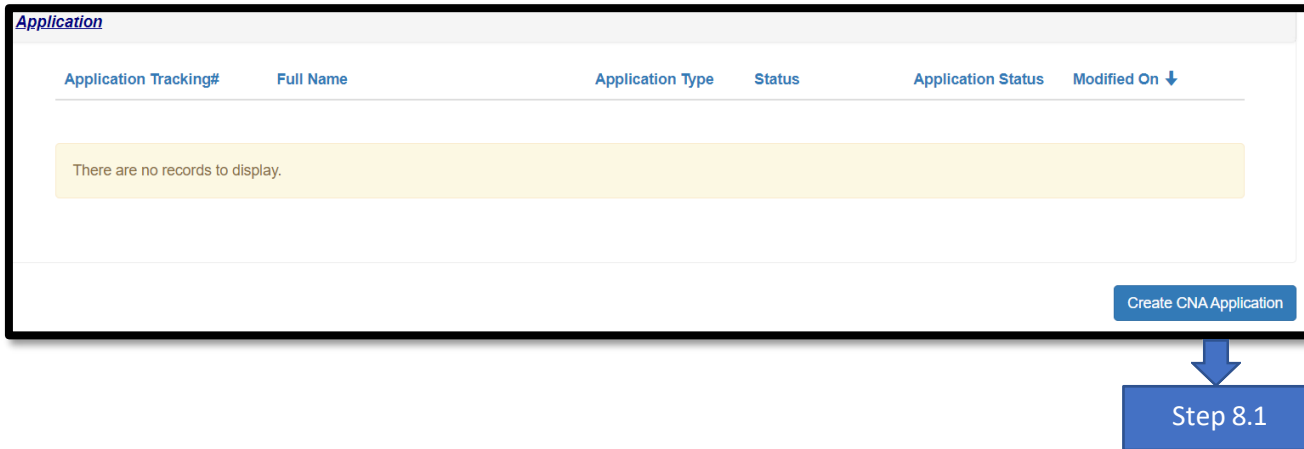 Application
Application Tracking# Full Name Application Type Status Application Status Modified On
There are no records to display.
Create CNA Application
Step 8.1